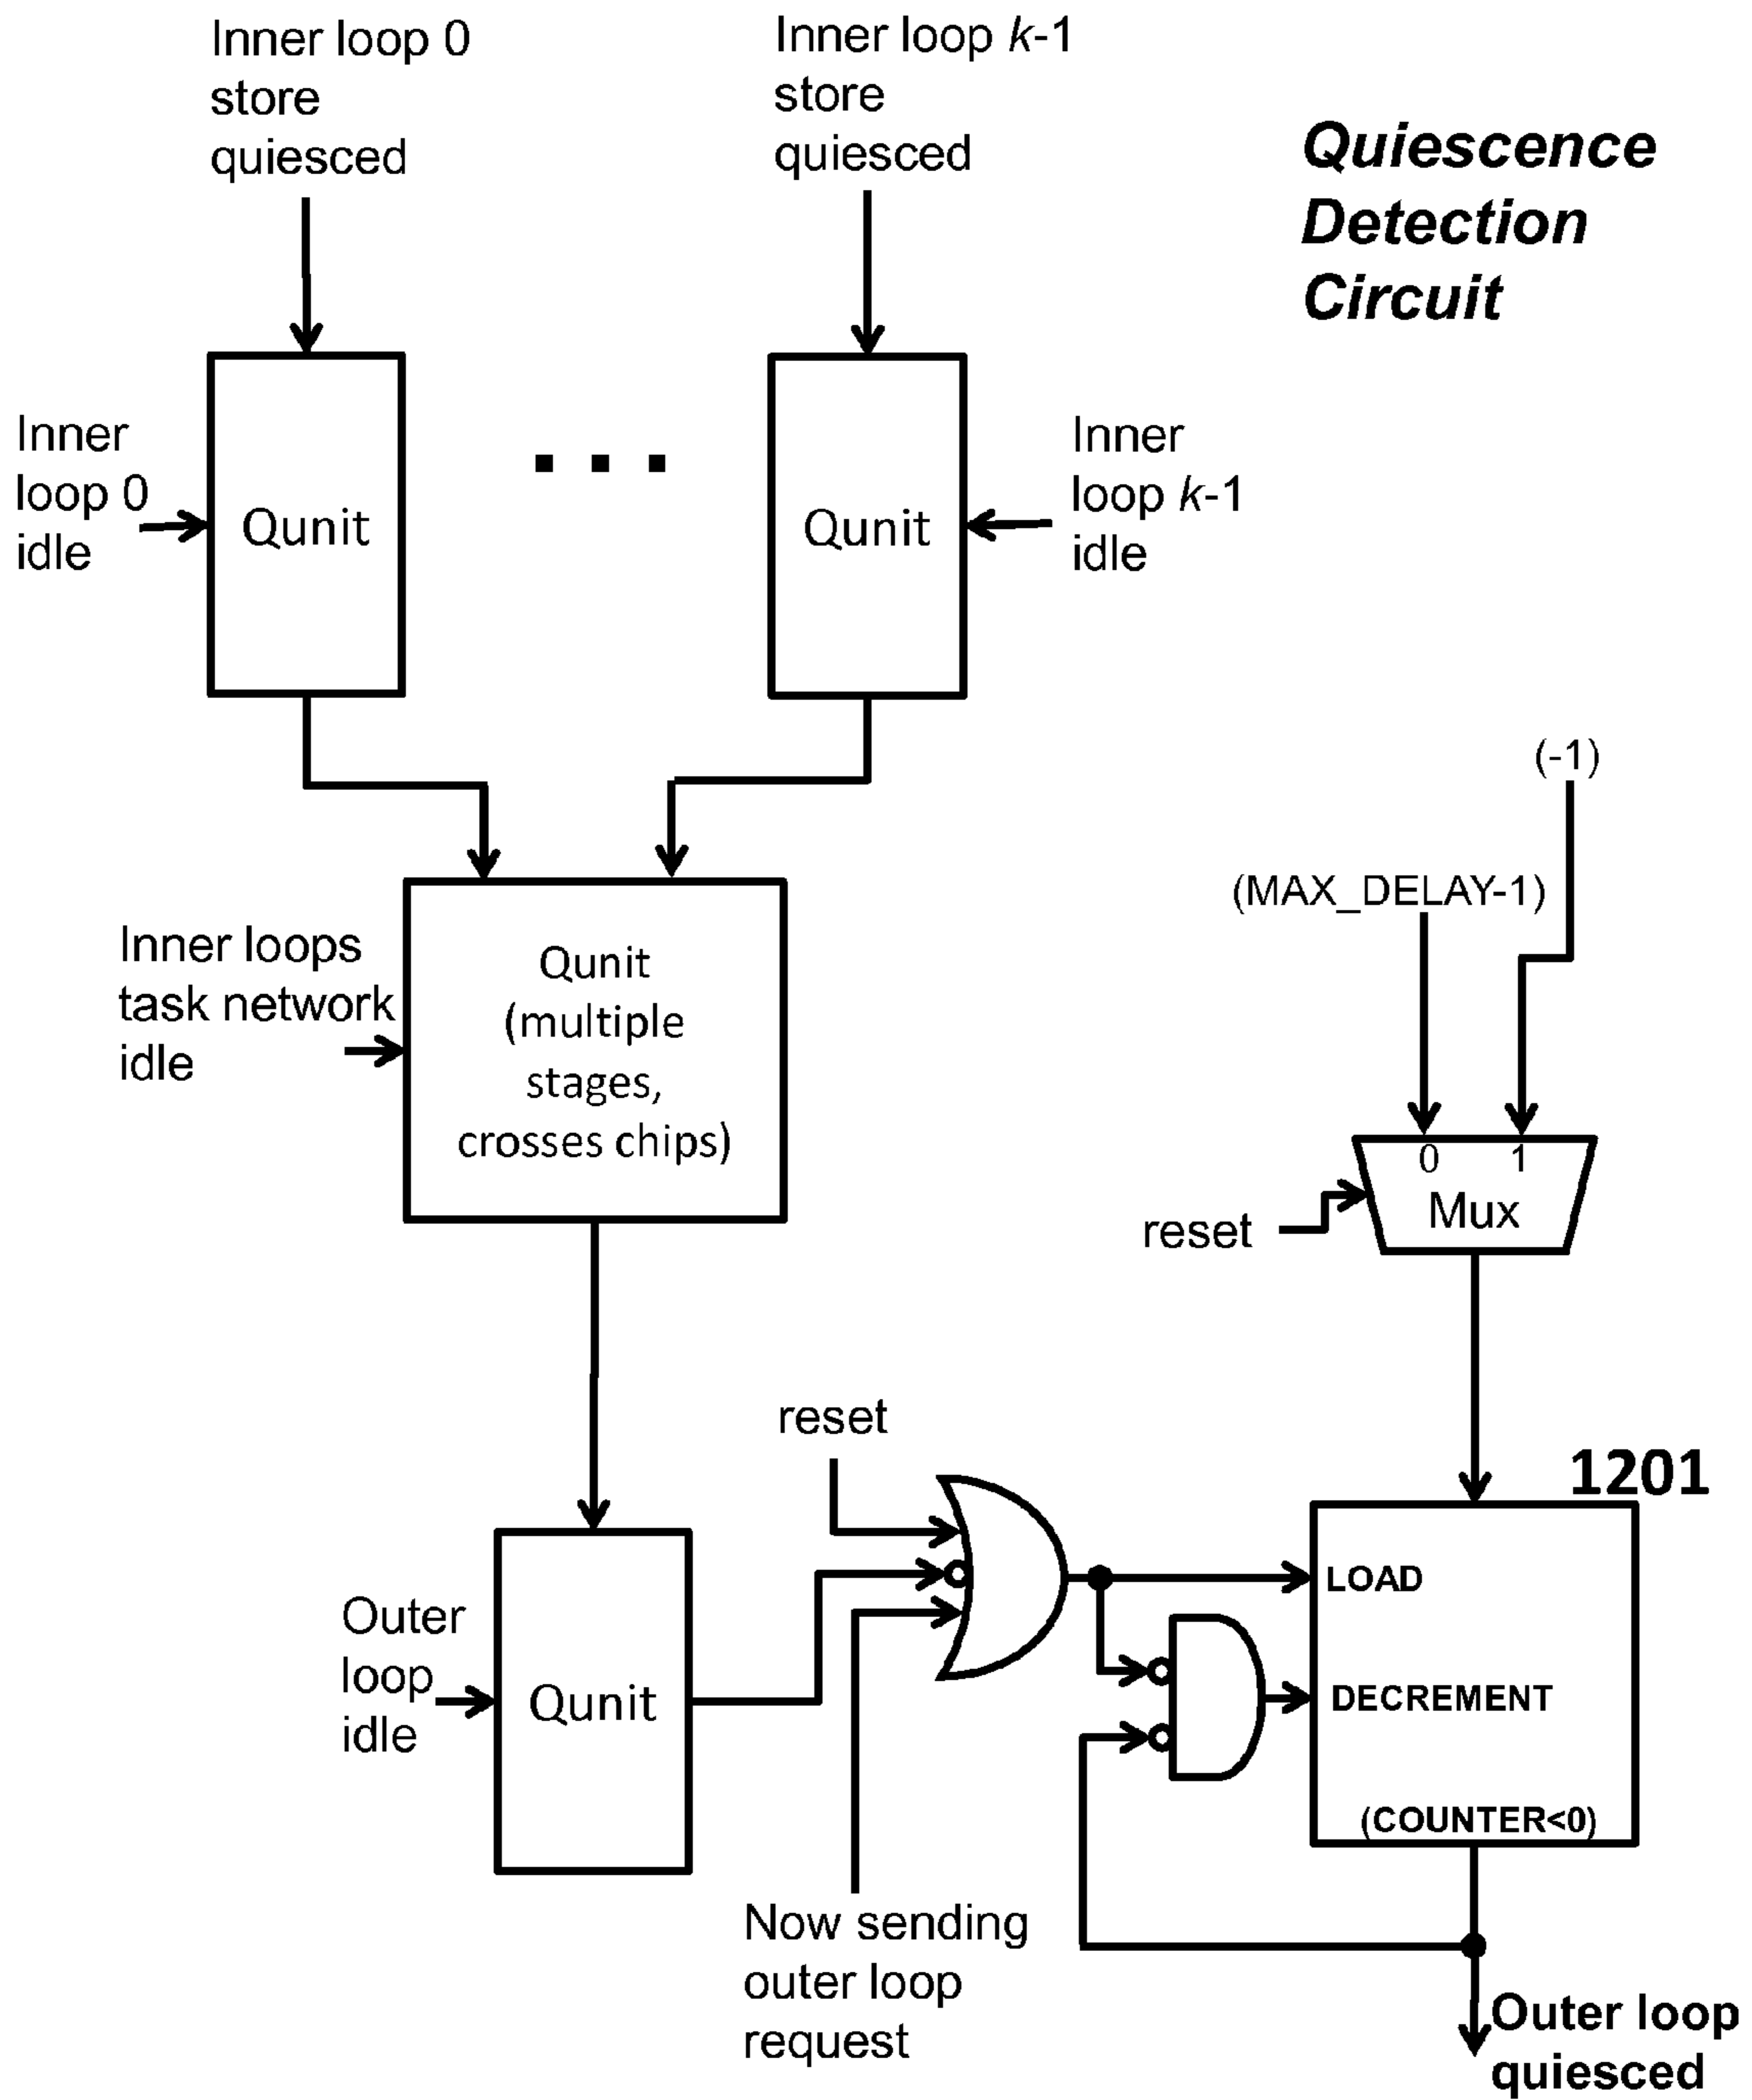 Inner loop 0
store
quiesced
Inner loop k-1
store
quiesced
Quiescence
Detection
Circuit
Inner
loop 0
idle
Qunit
Qunit
Inner
loop k-1
idle
(-1)
(MAX_DELAY-1)
Inner loops
task network
idle
Qunit
(multiple
stages,
crosses chips)
0 1
Mux
reset
reset
1201
LOAD
DECREMENT
(COUNTER<0)
Outer
loop
idle
Qunit
Now sending
outer loop
request
Outer loop
quiesced